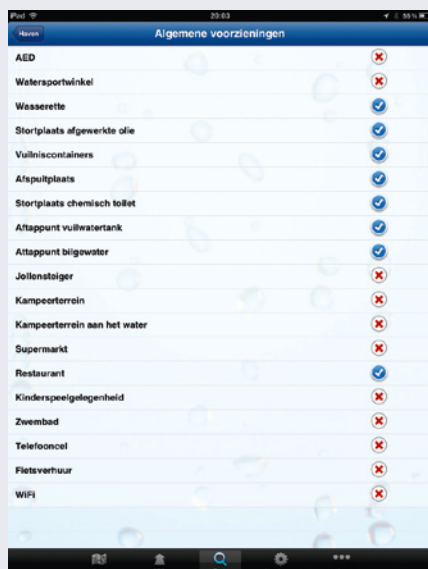 iPad 20:03 55 %
Haven Algemene voorzieningen
AED
Watersportwinkel
Wasserette
Stortplaats afgewerkte olie
Vuilniscontainers
Afspuitplaats
Stortplaats chemisch toilet
Aftappunt vuilwatertank
Aftappunt bilgewater
Jollensteiger
Kampeerterrein
Kampeerterrein aan het water
Supermarkt
Restaurant
Kinderspeelgelegenheid
Zwembad
Telefooncel
Fietsverhuur
WiFi